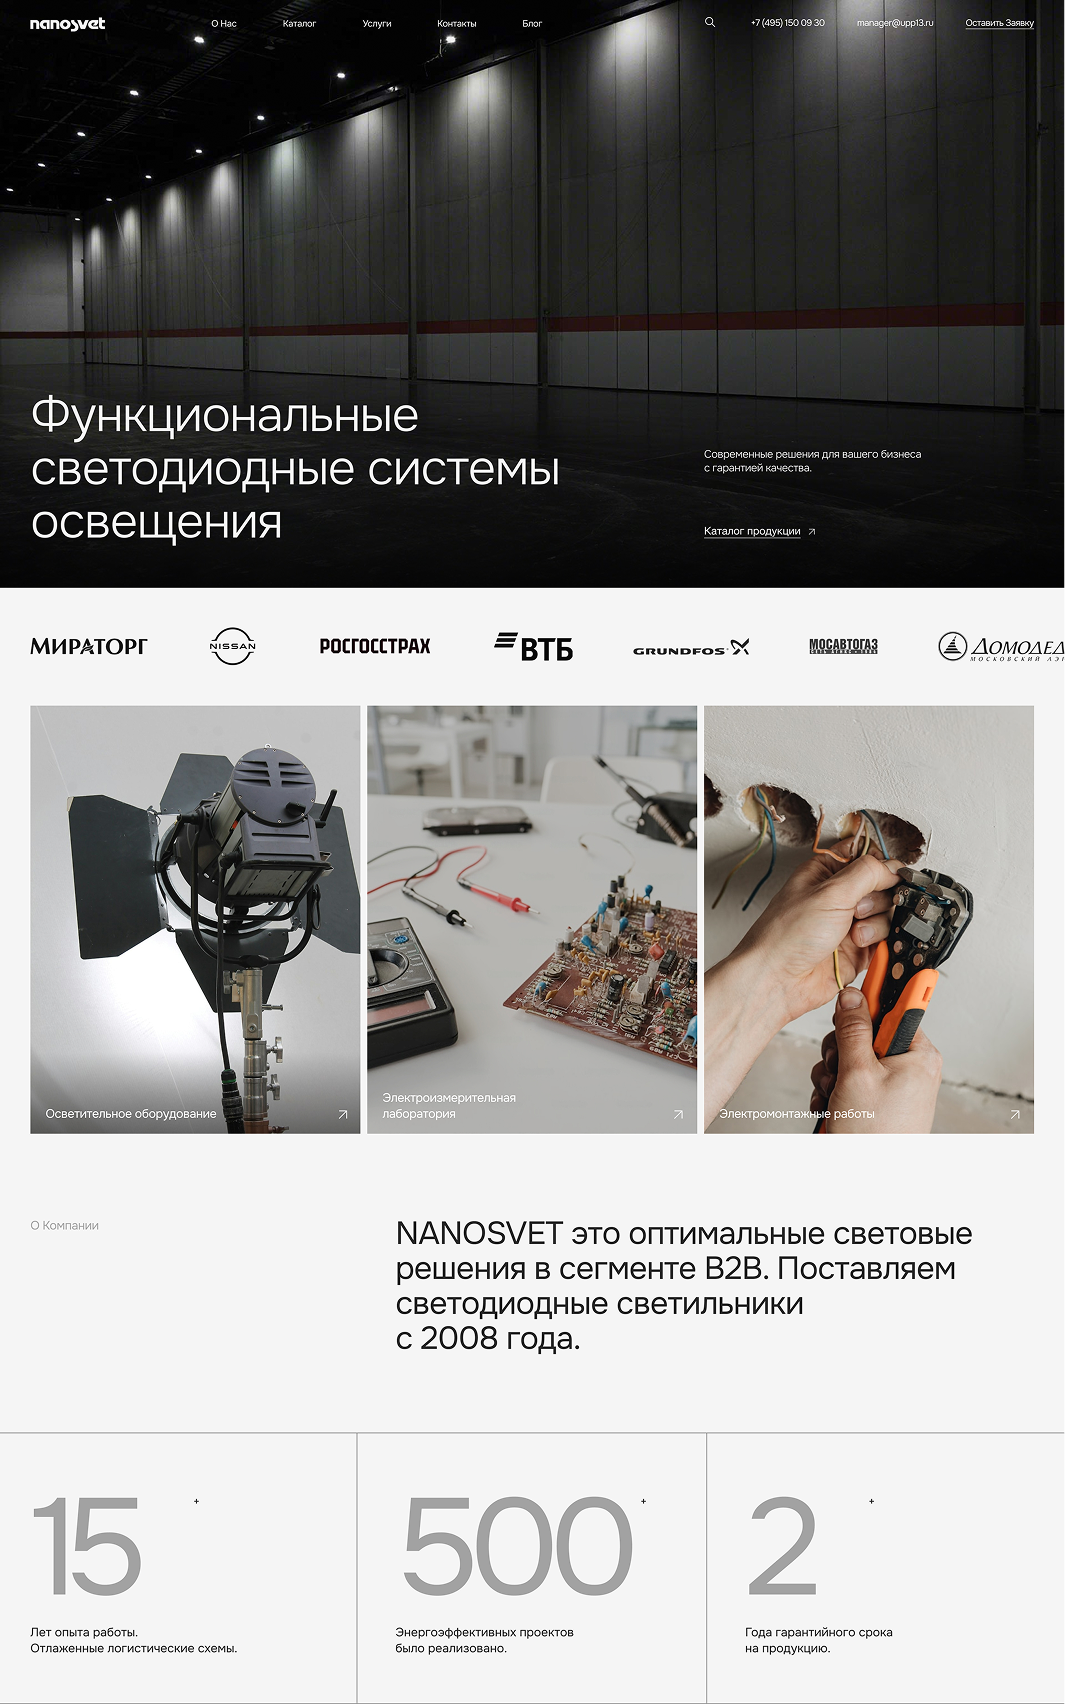 nanosvet
О Нас
Каталог
Услуги
Контакты
Блог
+7 (495) 150 09 30
manager@upp13.ru
Оставить Заявку
Функциональные
светодиодные системы
освещения
Современные решения для вашего бизнеса
с гарантией качества.
Каталог продукции
МИРАТОРГ
NISSAN
РОСГОССТРАХ
ВТБ
GRUNDFOS
МОСАВТОГАЗ
ДОМОДЕД
МОСКОВСКИЙ АЭР
Осветительное оборудование
Электроизмерительная
лаборатория
Электромонтажные работы
О Компании
NANOSVET это оптимальные световые
решения в сегменте B2B. Поставляем
светодиодные светильники
с 2008 года.
15 +
Лет опыта работы.
Отлаженные логистические схемы.
500 +
Энергоэффективных проектов
было реализовано.
2 +
Года гарантийного срока
на продукцию.